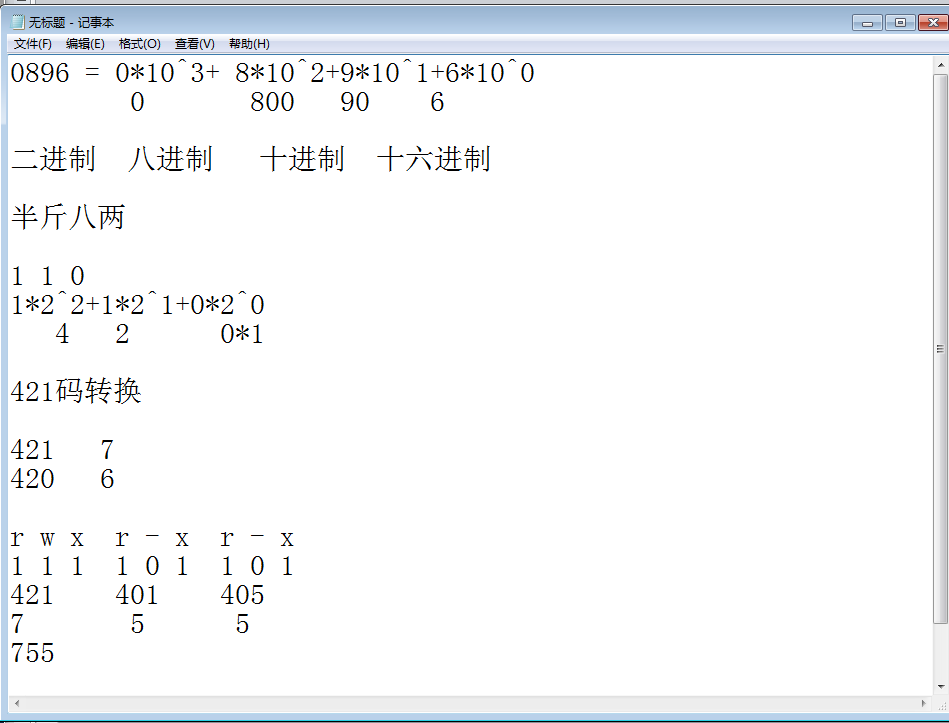 无标题 - 记事本
文件(F) 编辑(E) 格式(O) 查看(V) 帮助(H)
0896 = 0*10^3+ 8*10^2+9*10^1+6*10^0
0 800 90 6
二进制 八进制 十进制 十六进制
半斤八两
1 1 0
1*2^2+1*2^1+0*2^0
4 2 0*1
421码转换
421 7
420 6
r w x r - x r - x
1 1 1 1 0 1 1 0 1
421 401 405
7 5 5
755